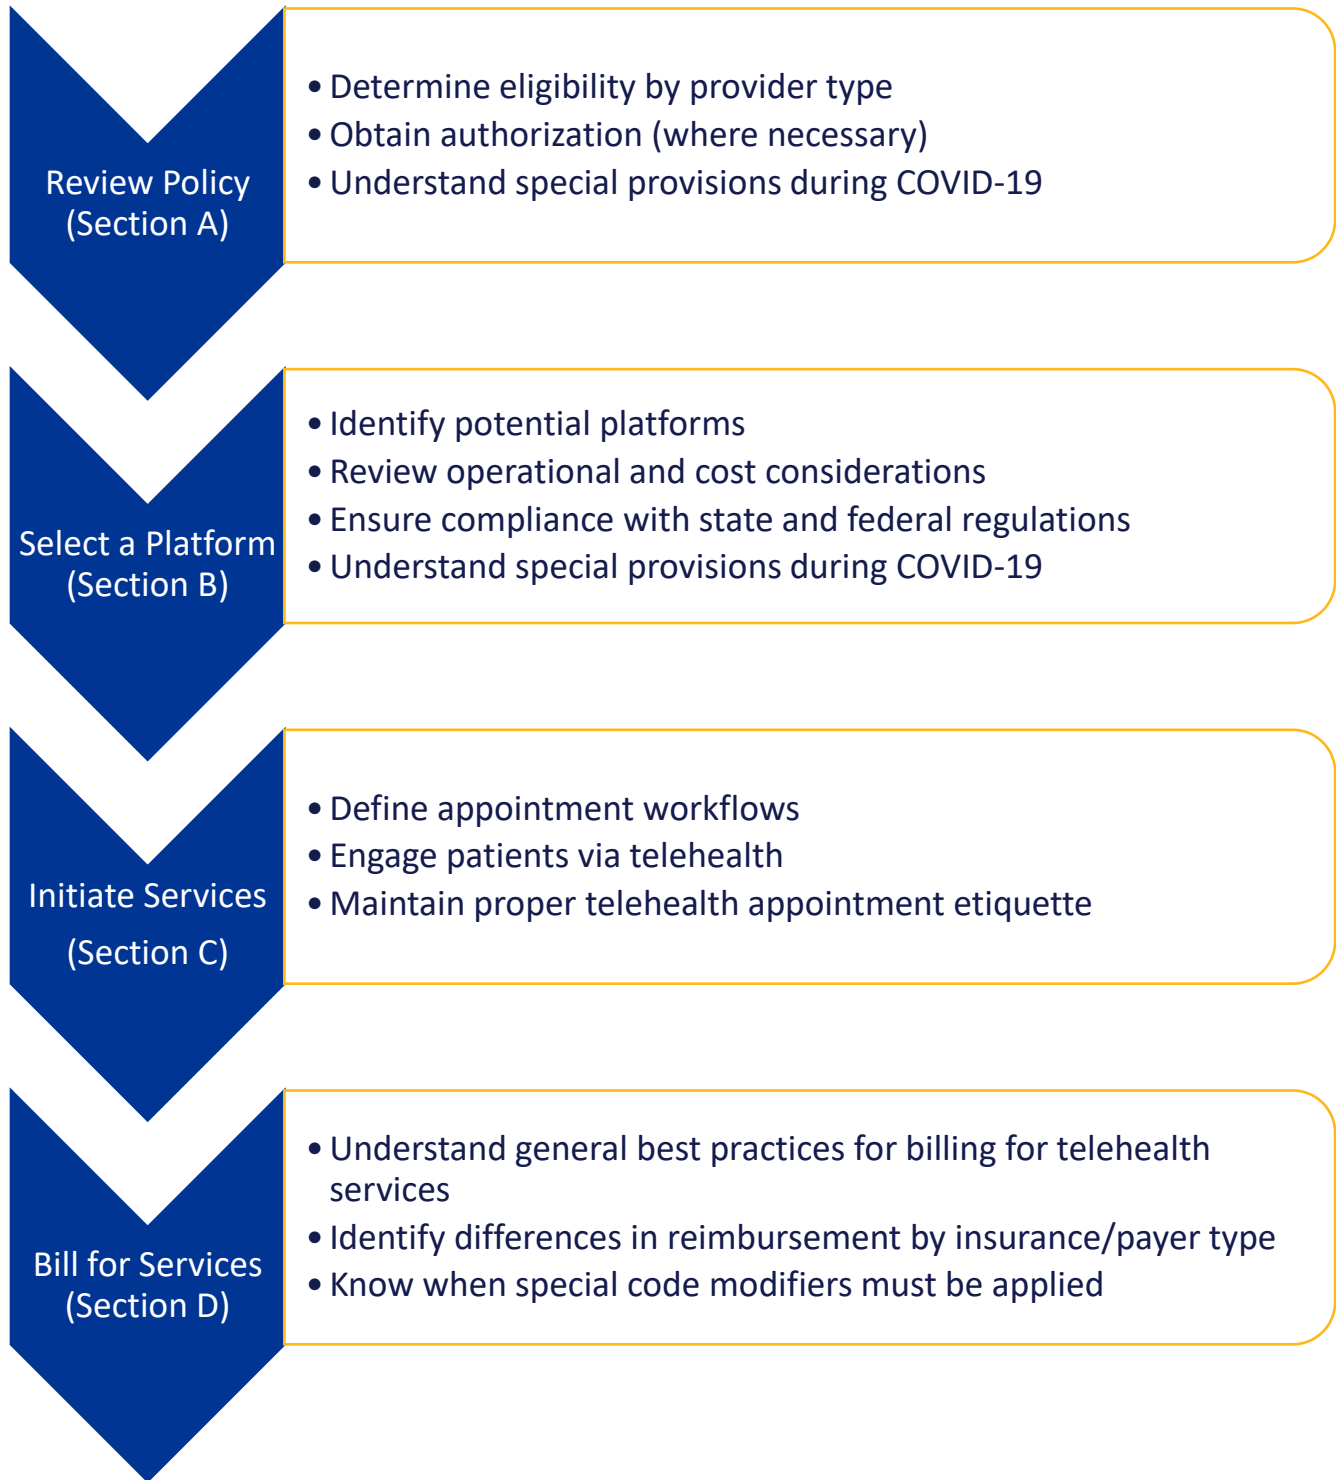 Review Policy
(Section A)
• Determine eligibility by provider type
• Obtain authorization (where necessary)
• Understand special provisions during COVID-19
Select a Platform
(Section B)
• Identify potential platforms
• Review operational and cost considerations
• Ensure compliance with state and federal regulations
• Understand special provisions during COVID-19
Initiate Services
(Section C)
• Define appointment workflows
• Engage patients via telehealth
• Maintain proper telehealth appointment etiquette
Bill for Services
(Section D)
• Understand general best practices for billing for telehealth
services
• Identify differences in reimbursement by insurance/payer type
• Know when special code modifiers must be applied